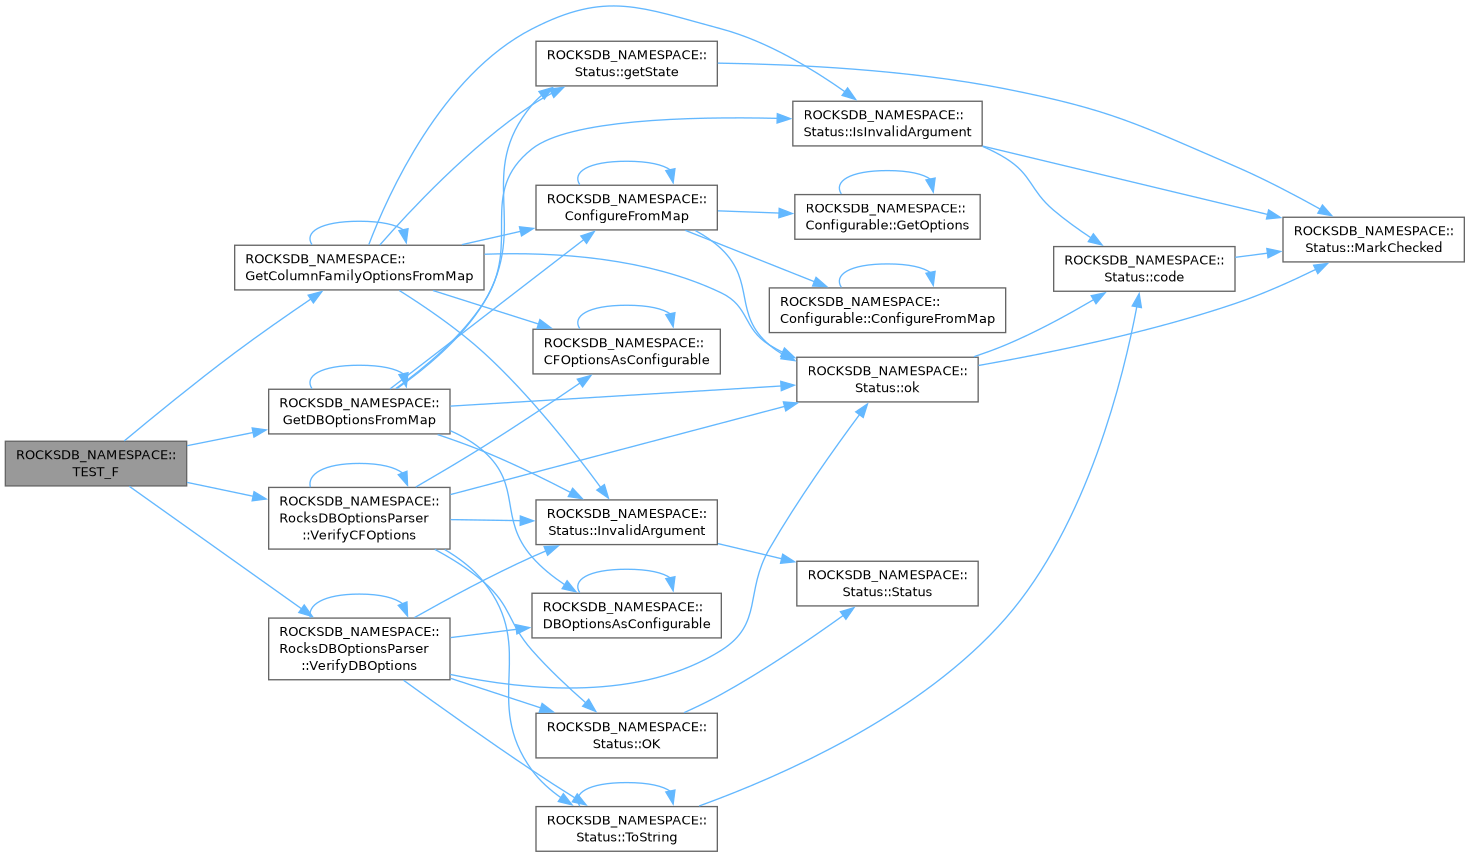 ROCKSDB_NAMESPACE::
TEST_F
ROCKSDB_NAMESPACE::
GetColumnFamilyOptionsFromMap
ROCKSDB_NAMESPACE::
GetDBOptionsFromMap
ROCKSDB_NAMESPACE::
RocksDBOptionsParser
::VerifyCFOptions
ROCKSDB_NAMESPACE::
RocksDBOptionsParser
::VerifyDBOptions
ROCKSDB_NAMESPACE::
Status::getState
ROCKSDB_NAMESPACE::
ConfigureFromMap
ROCKSDB_NAMESPACE::
CFOptionsAsConfigurable
ROCKSDB_NAMESPACE::
Status::InvalidArgument
ROCKSDB_NAMESPACE::
DBOptionsAsConfigurable
ROCKSDB_NAMESPACE::
Status::OK
ROCKSDB_NAMESPACE::
Status::ToString
ROCKSDB_NAMESPACE::
Status::IsInvalidArgument
ROCKSDB_NAMESPACE::
Configurable::GetOptions
ROCKSDB_NAMESPACE::
Configurable::ConfigureFromMap
ROCKSDB_NAMESPACE::
Status::ok
ROCKSDB_NAMESPACE::
Status::Status
ROCKSDB_NAMESPACE::
Status::code
ROCKSDB_NAMESPACE::
Status::MarkChecked